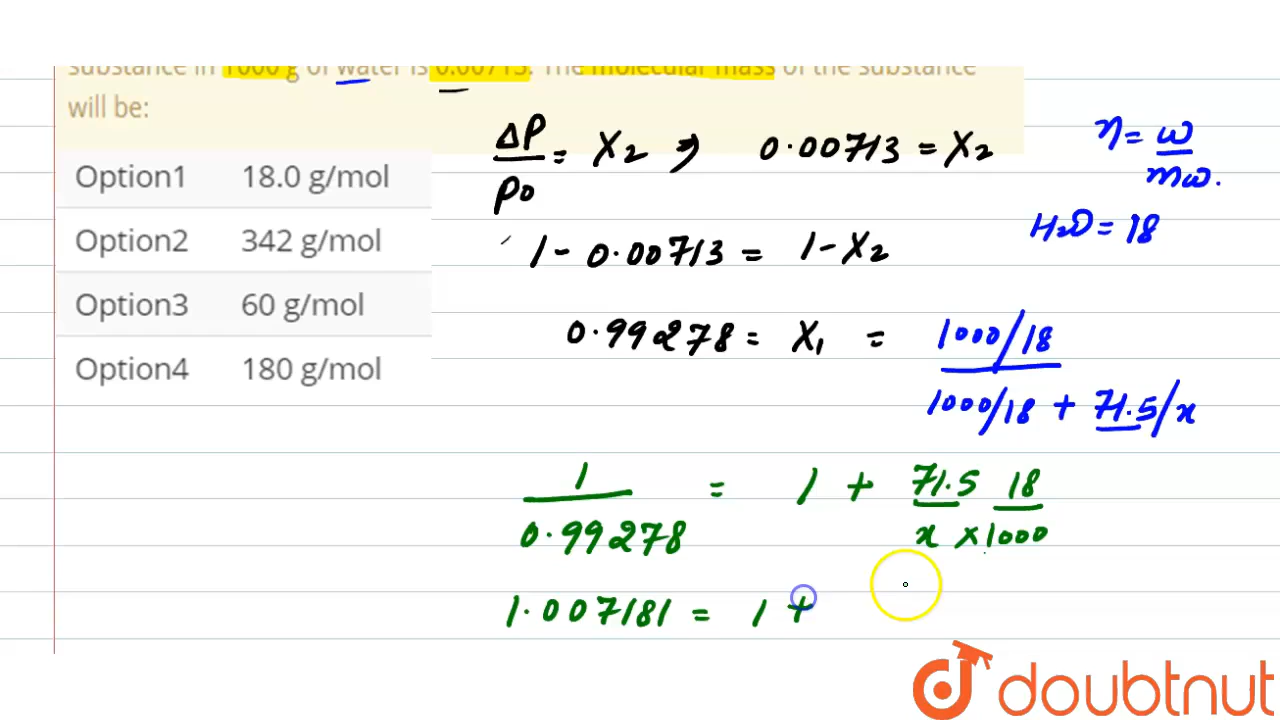 substance in 1000 g of water is 0.00713. The molecular mass of the substance
will be:
Option1 18.0 g/mol
Option2 342 g/mol
Option3 60 g/mol
Option4 180 g/mol
ΔP/P0 = X2 ⇒ 0.00713 = X2
1 - 0.00713 = 1 - X2
0.99278 = X1 = 1000/18 / 1000/18 + 71.5/x
1/0.99278 = 1 + 71.5/x 18/×1000
1.007181 = 1 +
η = w/mw.
H2O = 18
doubtnut